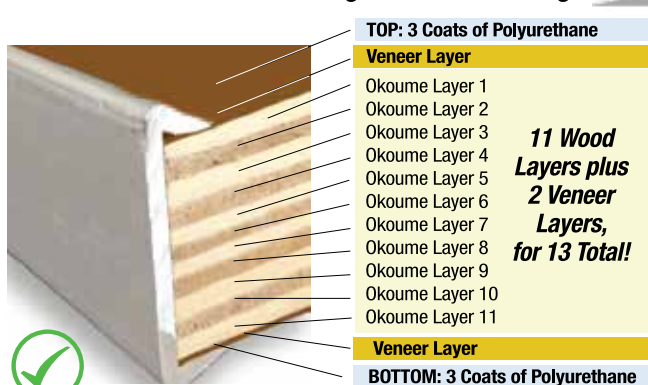 TOP: 3 Coats of Polyurethane
Veneer Layer
Okoume Layer 1
Okoume Layer 2
Okoume Layer 3
Okoume Layer 4
Okoume Layer 5
Okoume Layer 6
Okoume Layer 7
Okoume Layer 8
Okoume Layer 9
Okoume Layer 10
Okoume Layer 11
11 Wood
Layers plus
2 Veneer
Layers,
for 13 Total!
Veneer Layer
BOTTOM: 3 Coats of Polyurethane